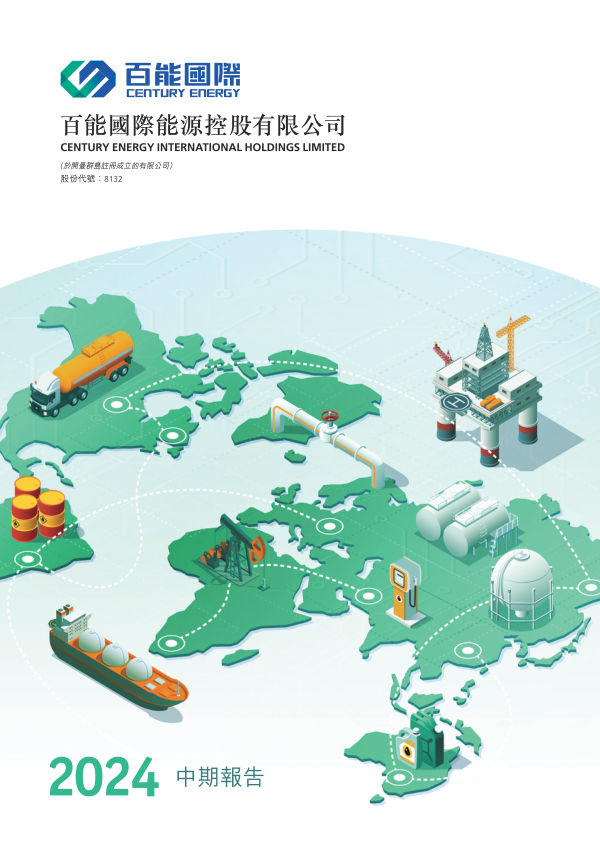 百能國際
CENTURY ENERGY
百能國際能源控股有限公司
CENTURY ENERGY INTERNATIONAL HOLDINGS LIMITED
（於開曼群島註冊成立的有限公司）
股份代號：8132
H
2024 中期報告